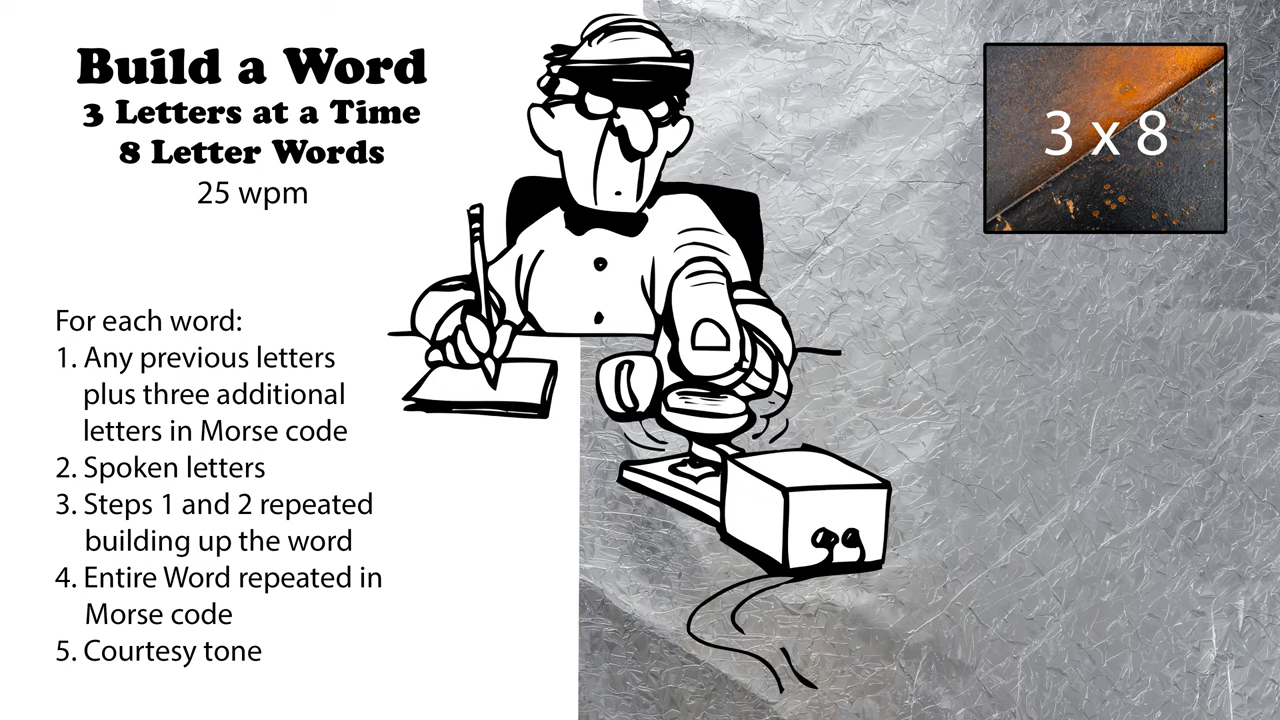 Build a Word
3 Letters at a Time
8 Letter Words
25 wpm
3 x 8
For each word:
1. Any previous letters
plus three additional
letters in Morse code
2. Spoken letters
3. Steps 1 and 2 repeated
building up the word
4. Entire Word repeated in
Morse code
5. Courtesy tone